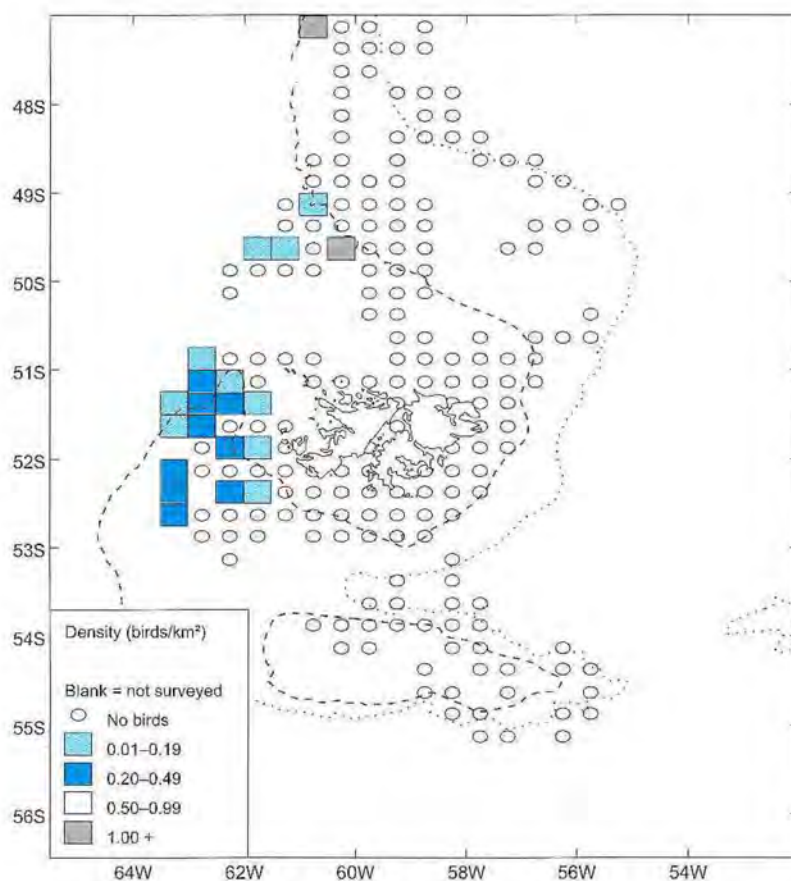 48S
49S
50S
51S
52S
53S
54S
55S
56S
Density (birds/km²)
Blank = not surveyed
No birds
0.01–0.19
0.20–0.49
0.50–0.99
1.00 +
64W 62W 60W 58W 56W 54W